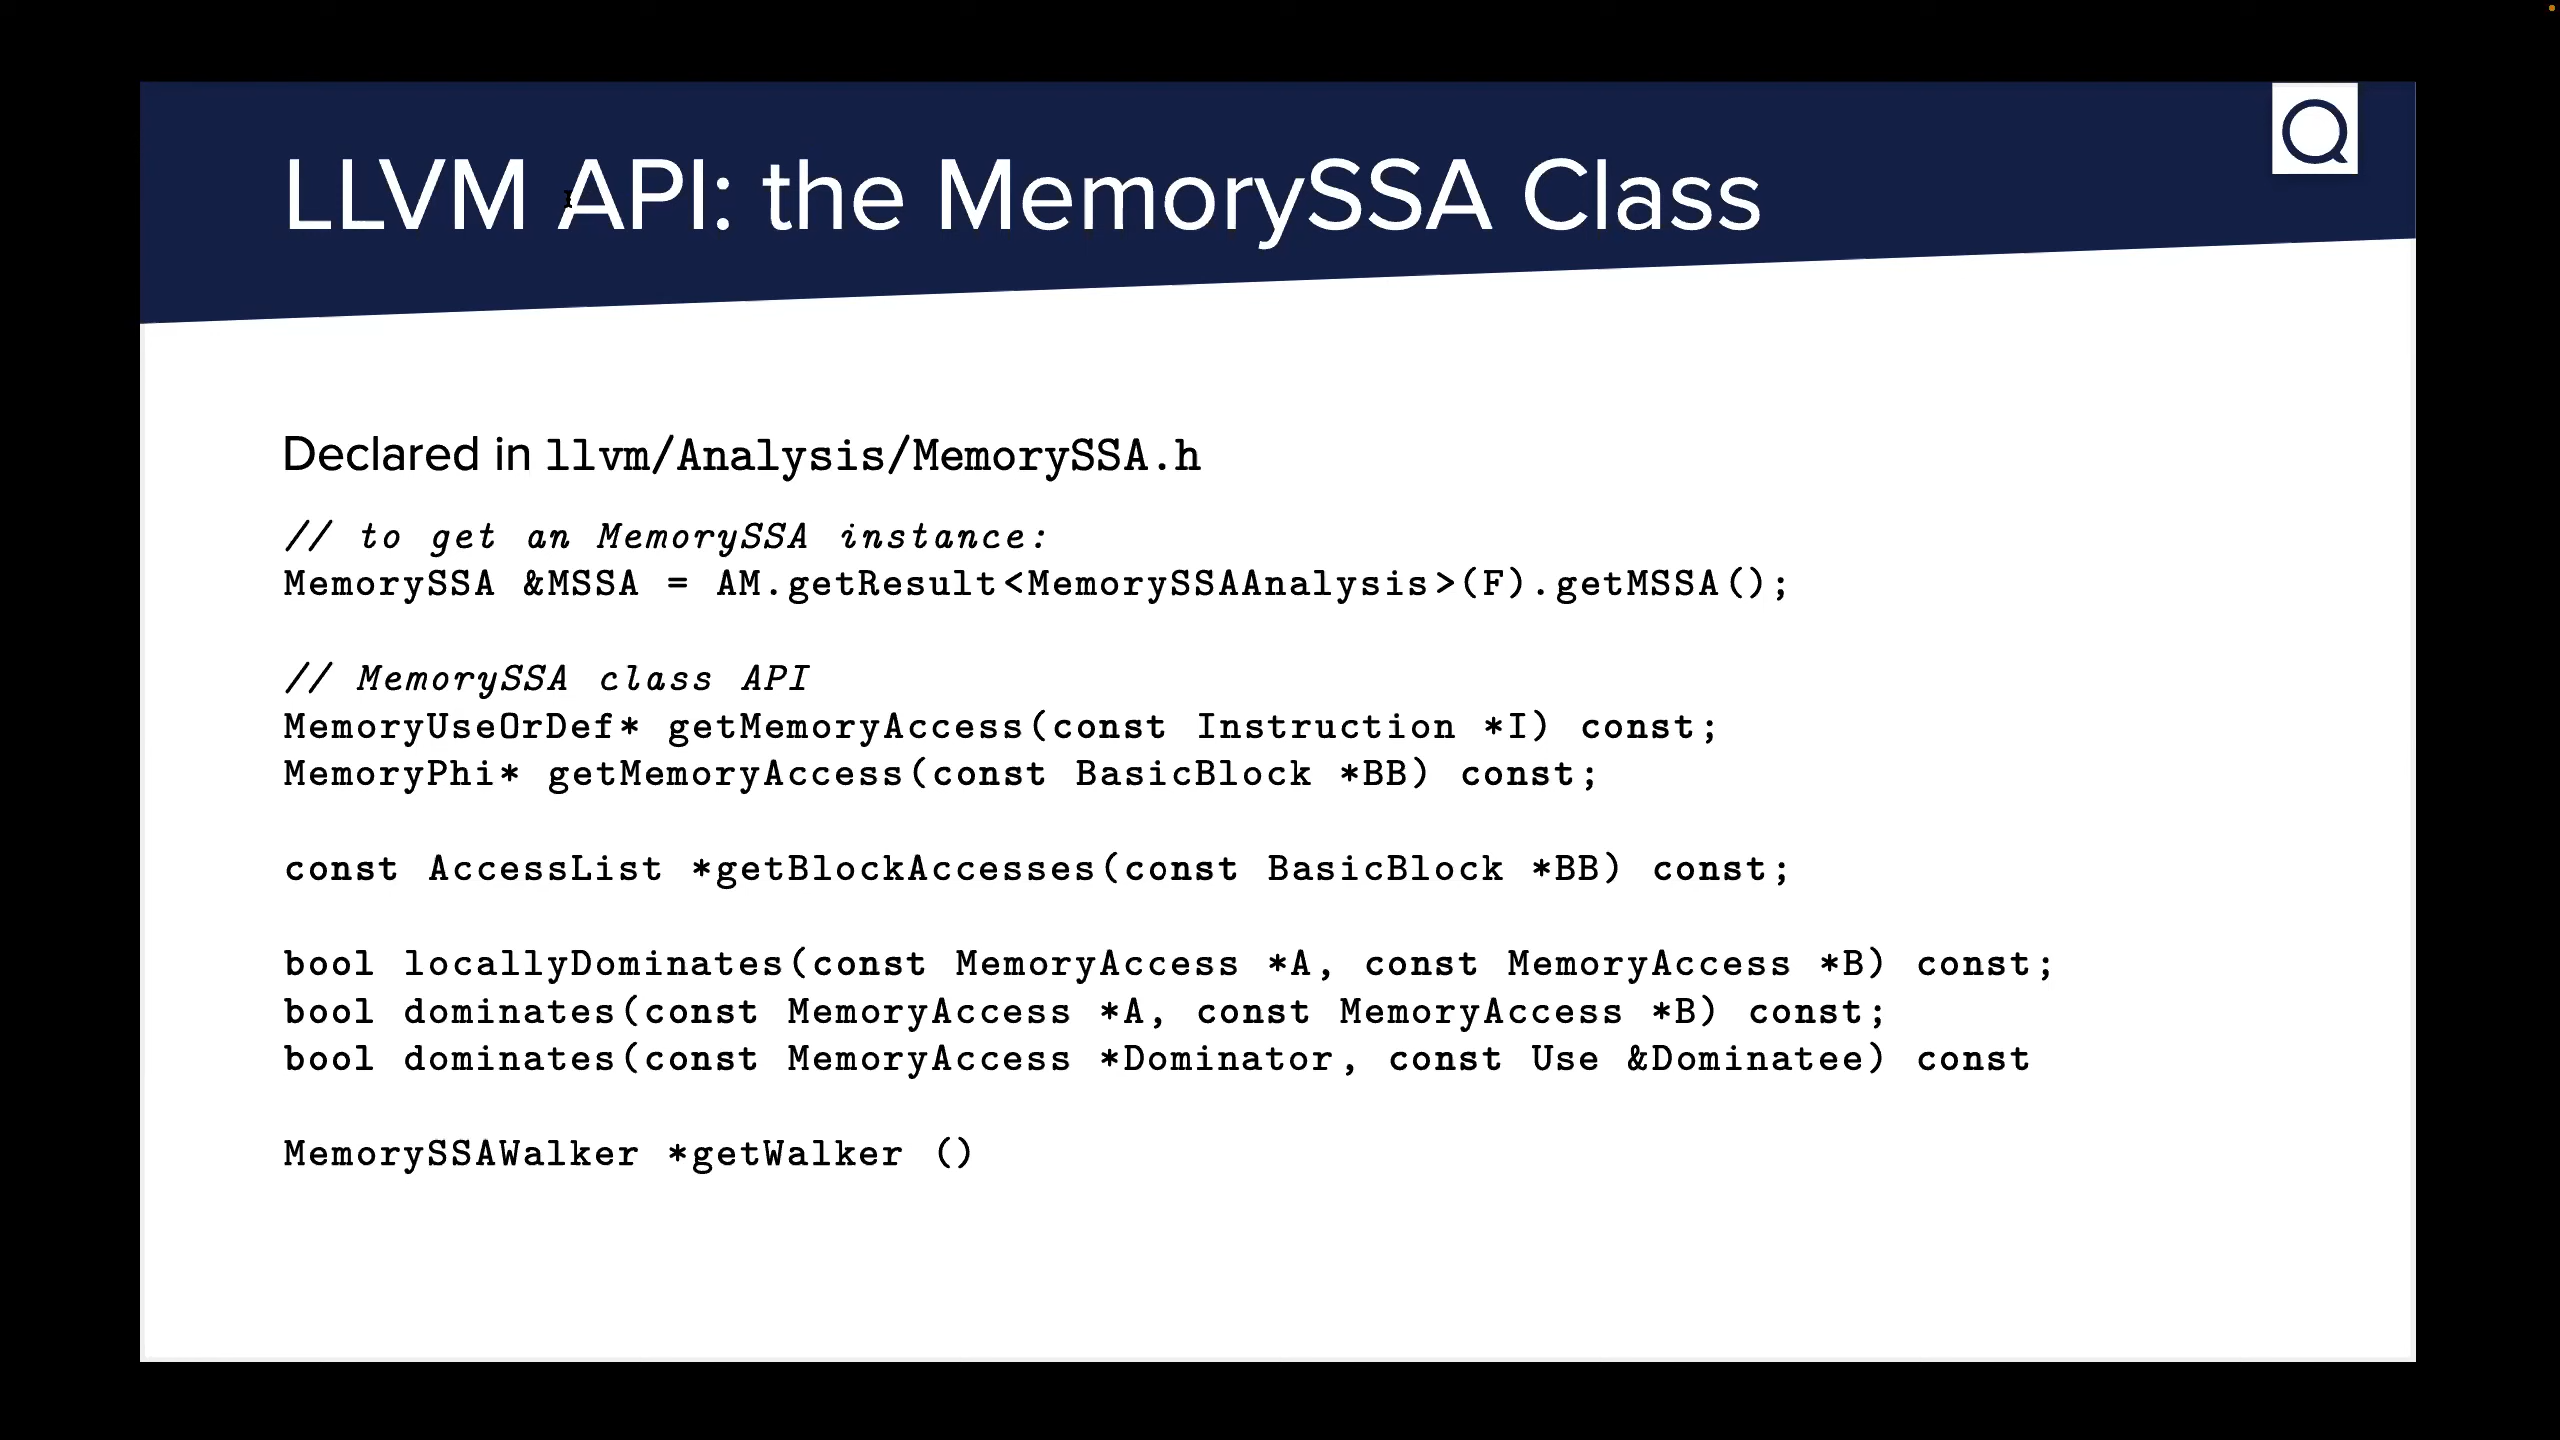 LLVM API: the MemorySSA Class
Declared in llvm/Analysis/MemorySSA.h
// to get an MemorySSA instance:
MemorySSA &MSSA = AM.getResult<MemorySSAAnalysis>(F).getMSSA();
// MemorySSA class API
MemoryUseOrDef* getMemoryAccess(const Instruction *I) const;
MemoryPhi* getMemoryAccess(const BasicBlock *BB) const;
const AccessList *getBlockAccesses(const BasicBlock *BB) const;
bool locallyDominates(const MemoryAccess *A, const MemoryAccess *B) const;
bool dominates(const MemoryAccess *A, const MemoryAccess *B) const;
bool dominates(const MemoryAccess *Dominator, const Use &Dominatee) const
MemorySSAWalker *getWalker ()